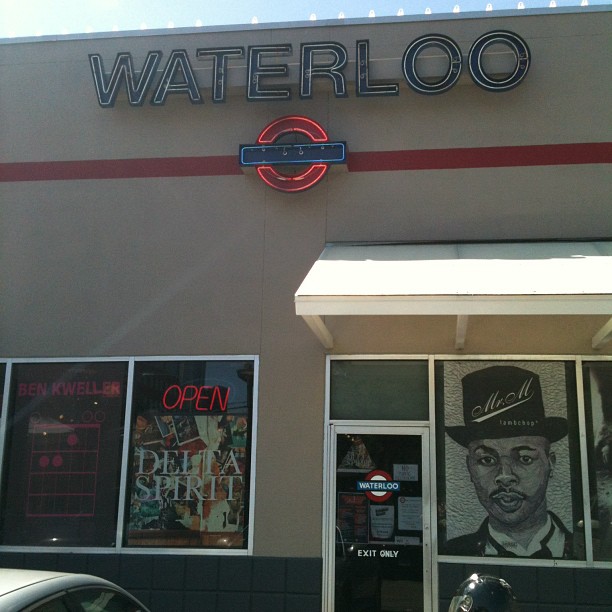 WATERLOO
BEN KWELLER
OPEN
DELTA
SPIRIT
Mr. M
lambchop
WATERLOO
EXIT ONLY